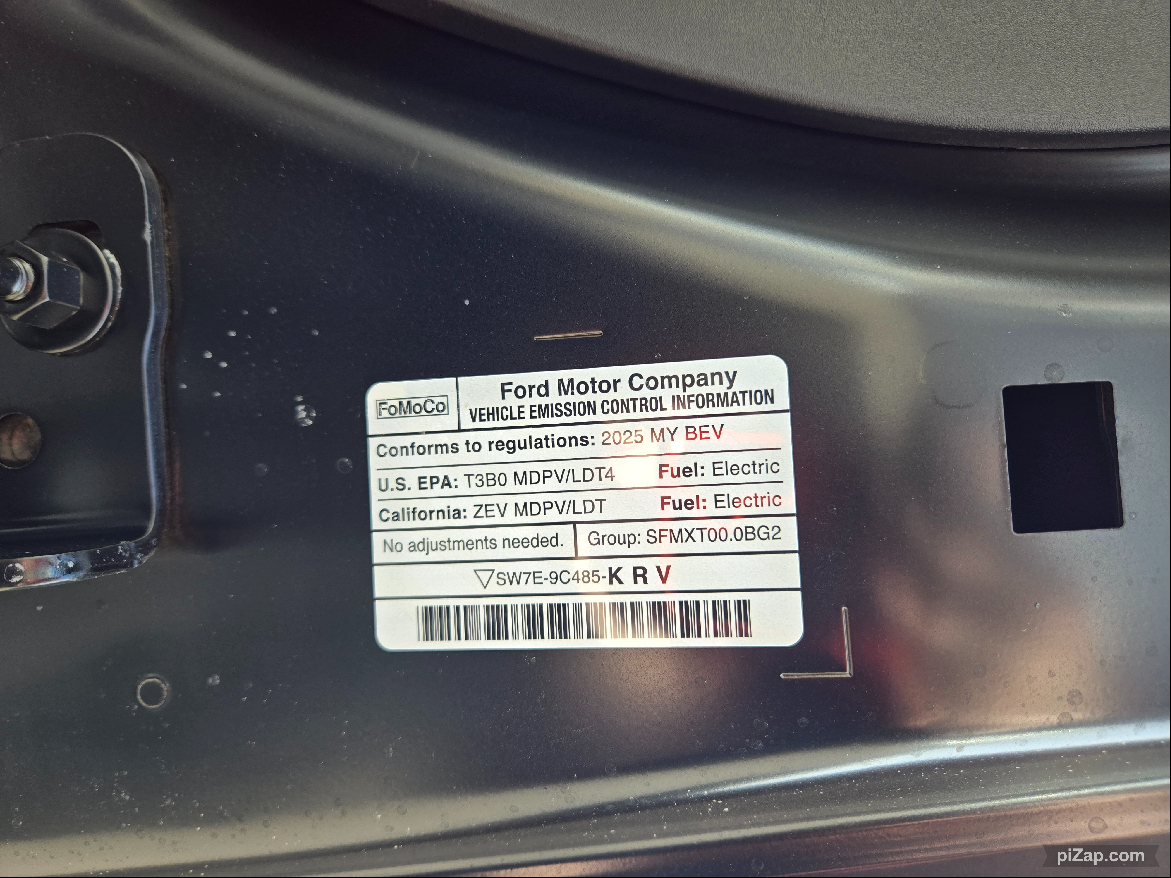 FoMoCo
Ford Motor Company
VEHICLE EMISSION CONTROL INFORMATION
Conforms to regulations: 2025 MY BEV
U.S. EPA: T3B0 MDPV/LDT4 Fuel: Electric
California: ZEV MDPV/LDT Fuel: Electric
No adjustments needed. Group: SFMXT00.0BG2
▽SW7E-9C485-K R V
piZap.com